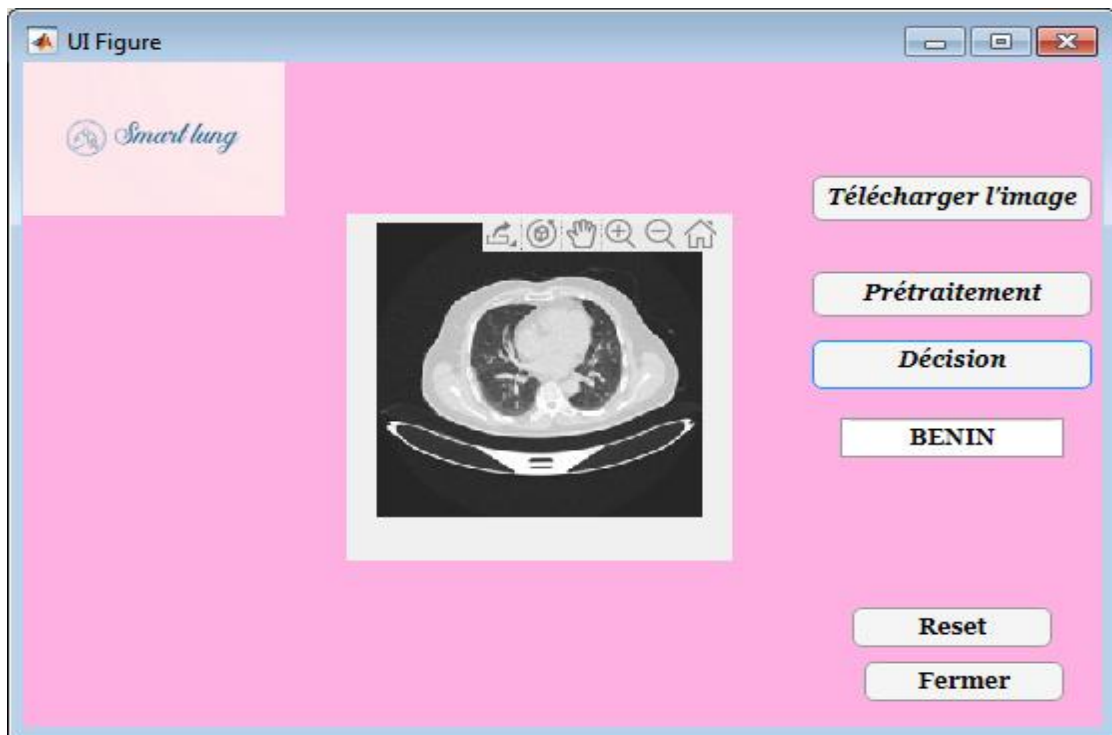 UI Figure
Smart lung
Télécharger l'image
Prétraitement
Décision
BENIN
Reset
Fermer